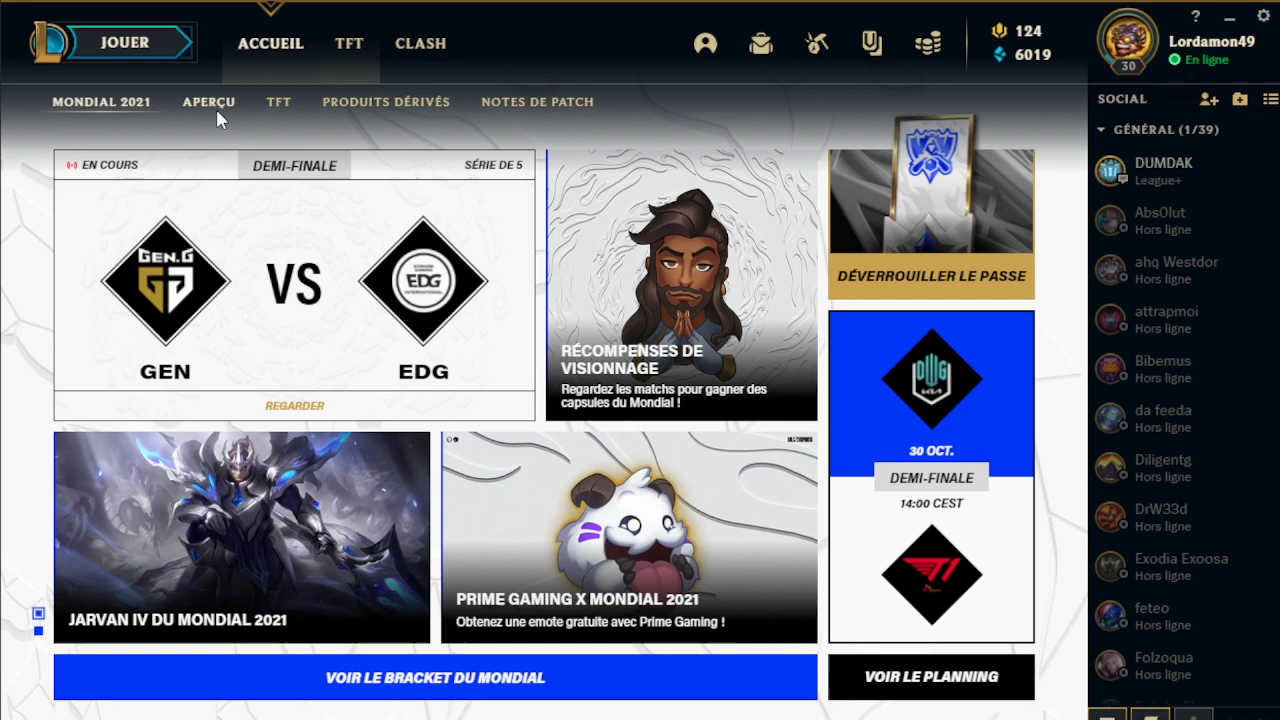 JOUER
ACCUEIL
TFT
CLASH
124
6019
?
Lordamon49
En ligne
30
MONDIAL 2021
APERÇU
TFT
PRODUITS DÉRIVÉS
NOTES DE PATCH
SOCIAL
GÉNÉRAL (1/39)
EN COURS
DEMI-FINALE
SÉRIE DE 5
GEN.G
VS
EDG
GEN
EDG
REGARDER
RÉCOMPENSES DE
VISIONNAGE
Regardez les matchs pour gagner des
capsules du Mondial !
DÉVERROUILLER LE PASSE
DWG
KIA
30 OCT.
DEMI-FINALE
14:00 CEST
T1
JARVAN IV DU MONDIAL 2021
PRIME GAMING X MONDIAL 2021
Obtenez une emote gratuite avec Prime Gaming !
VOIR LE BRACKET DU MONDIAL
VOIR LE PLANNING
DUMDAK
League+
Abs0lut
Hors ligne
ahq Westdor
Hors ligne
attrapmoi
Hors ligne
Bibemus
Hors ligne
da feeda
Hors ligne
Diligentg
Hors ligne
DrW33d
Hors ligne
Exodia Exoosa
Hors ligne
feteo
Hors ligne
Folzoqua
Hors ligne